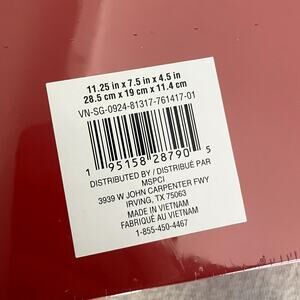 11.25 in x 7.5 in x 4.5 in
28.5 cm x 19 cm x 11.4 cm
VN-SG-0924-81317-761417-01
1 95158 28790 5
DISTRIBUTED BY / DISTRIBUÉ PAR
MSPCI
3939 W JOHN CARPENTER FWY
IRVING, TX 75063
MADE IN VIETNAM
FABRIQUÉ AU VIETNAM
1-855-450-4467